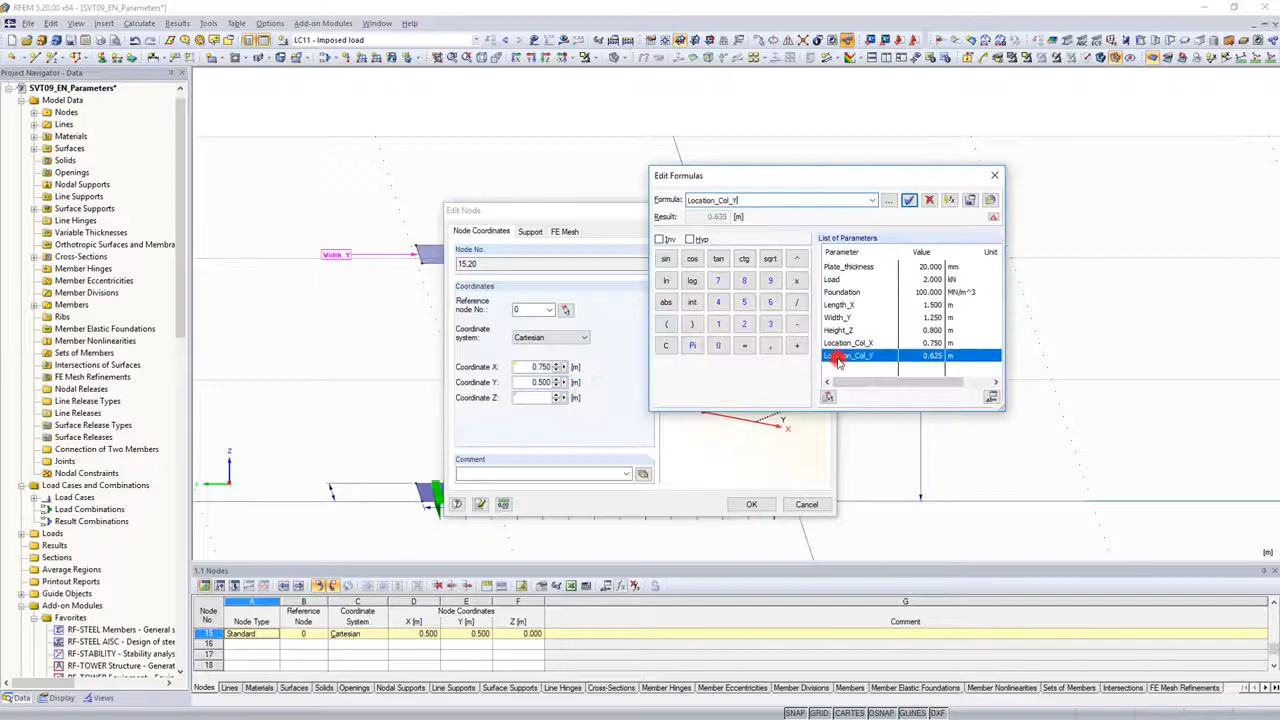 RFEM 5.20.00 x64 - [SVT09_EN_Parameters*]
File Edit View Insert Calculate Results Tools Table Options Add-on Modules Window Help
LC11 - Imposed load
Project Navigator - Data
SVT09_EN_Parameters*
Model Data
Nodes
Lines
Materials
Surfaces
Solids
Openings
Nodal Supports
Line Supports
Surface Supports
Line Hinges
Variable Thicknesses
Orthotropic Surfaces and Membra
Cross-Sections
Member Hinges
Member Eccentricities
Member Divisions
Members
Ribs
Member Elastic Foundations
Member Nonlinearities
Sets of Members
Intersections
FE Mesh Refinements
Nodal Releases
Line Release Types
Line Releases
Surface Release Types
Surface Releases
Connection of Two Members
Joints
Nodal Constraints
Load Cases and Combinations
Load Cases
Load Combinations
Result Combinations
Loads
Results
Sections
Average Regions
Printout Reports
Guide Objects
Add-on Modules
Favorites
RF-STEEL Members - General s
RF-STEEL AISC - Design of ste
RF-STABILITY - Stability analys
RF-TOWER Structure - Generat
Data Display Views
Width Y
Z
Y
Edit Node
Node Coordinates Support FE Mesh
Node No.
15,20
Coordinates
Reference
node No.: 0
Coordinate
system: Cartesian
Coordinate X: 0.750 [m]
Coordinate Y: 0.500 [m]
Coordinate Z: [m]
Comment
OK Cancel
Y
X
Edit Formulas
Formula: Location_Col_Y ...
Result: 0.625 [m]
Inv Hyp
sin cos tan ctg sqrt ^
ln log 7 8 9 x
abs int 4 5 6 /
( ) 1 2 3 -
C Pi 0 = , +
List of Parameters
Parameter Value Unit
Plate_thickness 20.000 mm
Load 2.000 kN
Foundation 100.000 MN/m^3
Length_X 1.500 m
Width_Y 1.250 m
Height_Z 0.800 m
Location_Col_X 0.750 m
Location_Col_Y 0.625 m
[m]
1.1 Nodes
A B C D E F G
Node Reference Coordinate Node Coordinates
No. Node Type Node System X [m] Y [m] Z [m] Comment
15 Standard 0 Cartesian 0.500 0.500 0.000
16
17
18
Nodes Lines Materials Surfaces Solids Openings Nodal Supports Line Supports Surface Supports Line Hinges Cross-Sections Member Hinges Member Eccentricities Member Divisions Members Member Elastic Foundations Member Nonlinearities Sets of Members Intersections FE Mesh Refinements
SNAP GRID CARTES OSNAP GLINES DXF